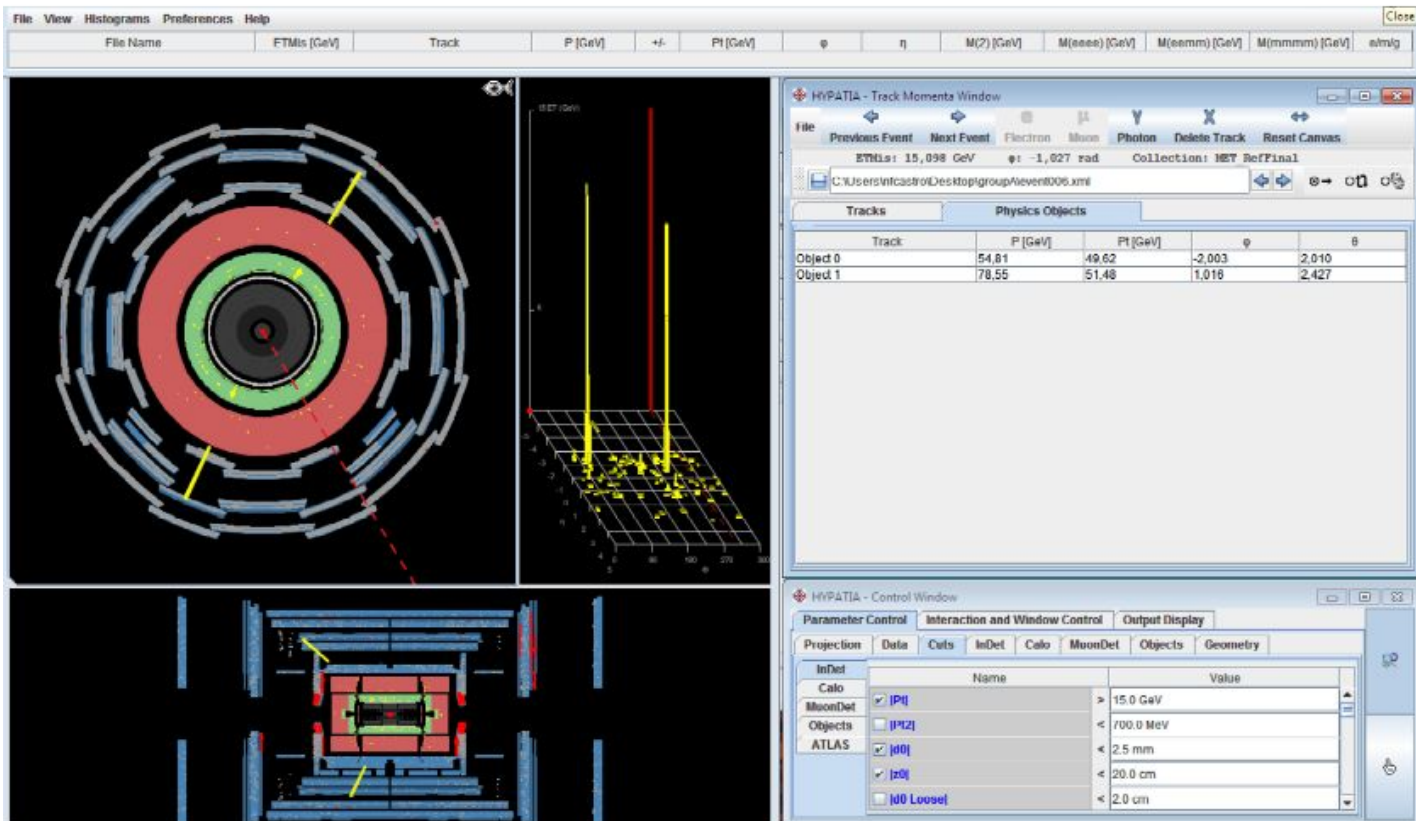 File View Histograms Preferences Help
Close
File Name ETMis [GeV] Track P [GeV] +/- Pt [GeV] φ η M(2) [GeV] M(eeee) [GeV] M(eemm) [GeV] M(mmmm) [GeV] e/m/g
HYPATIA - Track Momenta Window
File Previous Event Next Event Electron Muon Photon Delete Track Reset Canvas
ETMis: 15,098 GeV φ: -1,027 rad Collection: MET RefFinal
C:\Users\nfcastro\Desktop\groupA\event006.xml
Tracks Physics Objects
Track P [GeV] Pt [GeV] φ θ
Object 0 54,81 49,62 -2,003 2,010
Object 1 78,55 51,48 1,016 2,427
HYPATIA - Control Window
Parameter Control Interaction and Window Control Output Display
Projection Data Cuts InDet Calo MuonDet Objects Geometry
InDet
Calo
MuonDet
Objects
ATLAS
Name Value
|Pt| > 15.0 GeV
|Pt2| < 700.0 MeV
|d0| < 2.5 mm
|z0| < 20.0 cm
|d0 Loose| < 2.0 cm